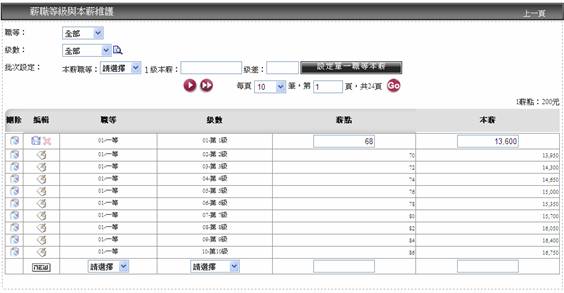 薪職等級與本薪維護 上一頁
職等： 全部
級數： 全部
批次設定： 本薪職等： 請選擇 1級本薪： 級差： 設定單一職等本薪
每頁 10 筆，第 1 頁，共24頁 Go
1薪點：200元
刪除 編輯 職等 級數 薪點 本薪
01-一等 01-第1級 68 13,600
01-一等 02-第2級 70 13,950
01-一等 03-第3級 72 14,300
01-一等 04-第4級 74 14,650
01-一等 05-第5級 76 15,000
01-一等 06-第6級 78 15,350
01-一等 07-第7級 80 15,700
01-一等 08-第8級 82 16,050
01-一等 09-第9級 84 16,400
01-一等 10-第10級 86 16,750
new 請選擇 請選擇